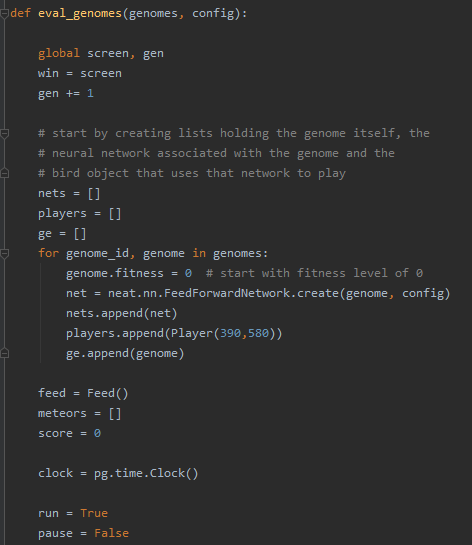 def eval_genomes(genomes, config):
global screen, gen
win = screen
gen += 1
# start by creating lists holding the genome itself, the
# neural network associated with the genome and the
# bird object that uses that network to play
nets = []
players = []
ge = []
for genome_id, genome in genomes:
genome.fitness = 0  # start with fitness level of 0
net = neat.nn.FeedForwardNetwork.create(genome, config)
nets.append(net)
players.append(Player(390,580))
ge.append(genome)
feed = Feed()
meteors = []
score = 0
clock = pg.time.Clock()
run = True
pause = False